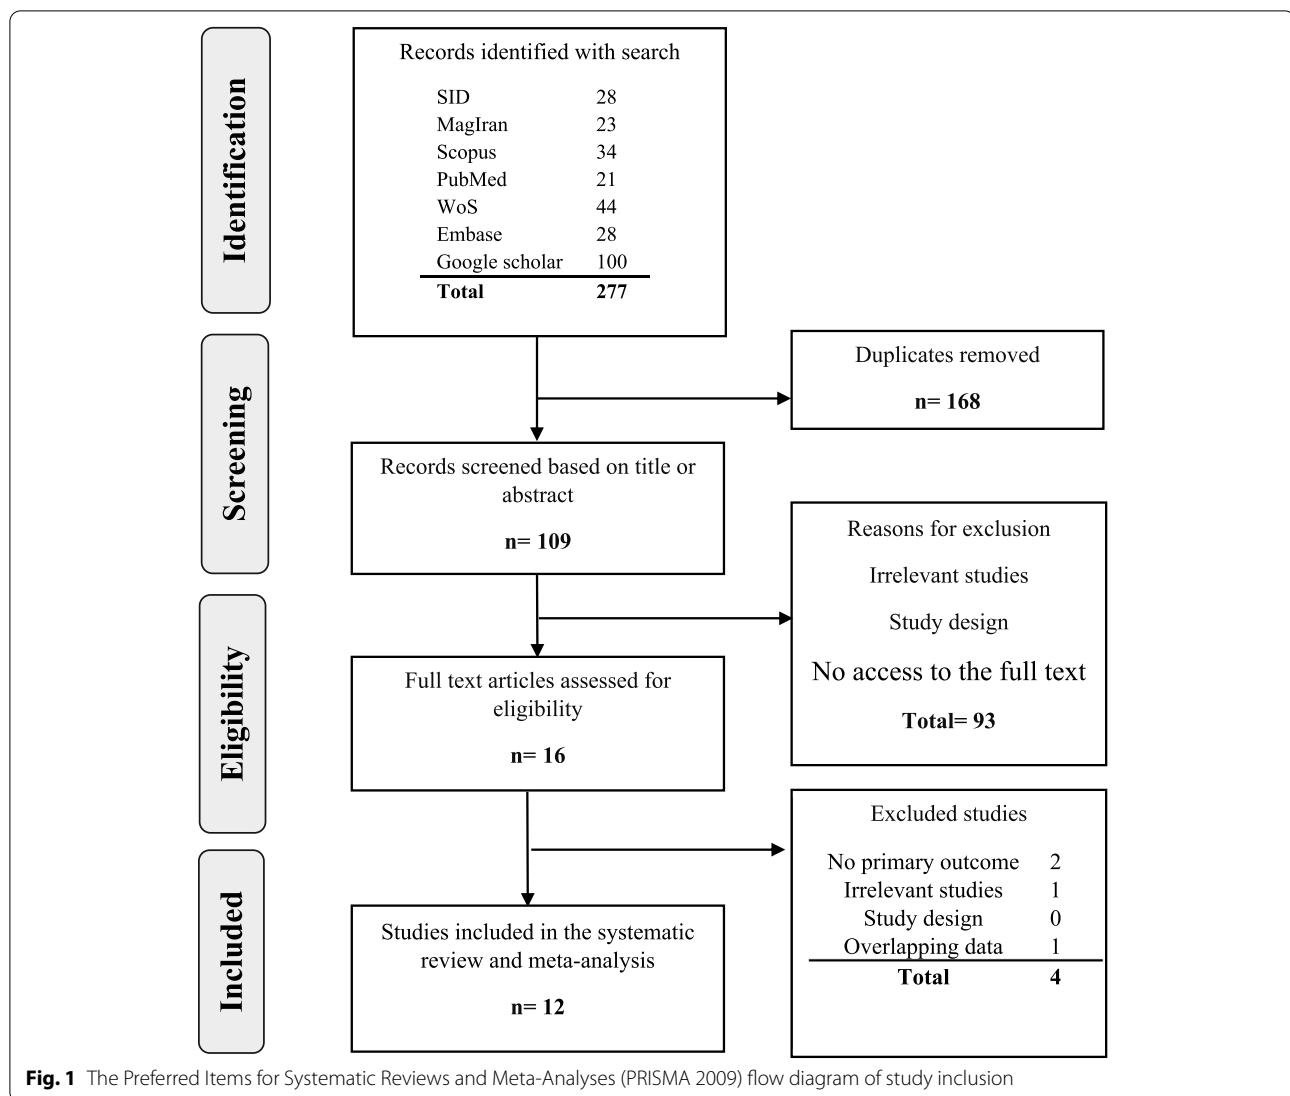 Identification
Records identified with search
SID 28
MagIran 23
Scopus 34
PubMed 21
WoS 44
Embase 28
Google scholar 100
Total 277
Screening
Duplicates removed
n= 168
Records screened based on title or
abstract
n= 109
Reasons for exclusion
Irrelevant studies
Study design
No access to the full text
Total= 93
Eligibility
Full text articles assessed for
eligibility
n= 16
Excluded studies
No primary outcome 2
Irrelevant studies 1
Study design 0
Overlapping data 1
Total 4
Included
Studies included in the systematic
review and meta-analysis
n= 12
Fig. 1 The Preferred Items for Systematic Reviews and Meta-Analyses (PRISMA 2009) flow diagram of study inclusion